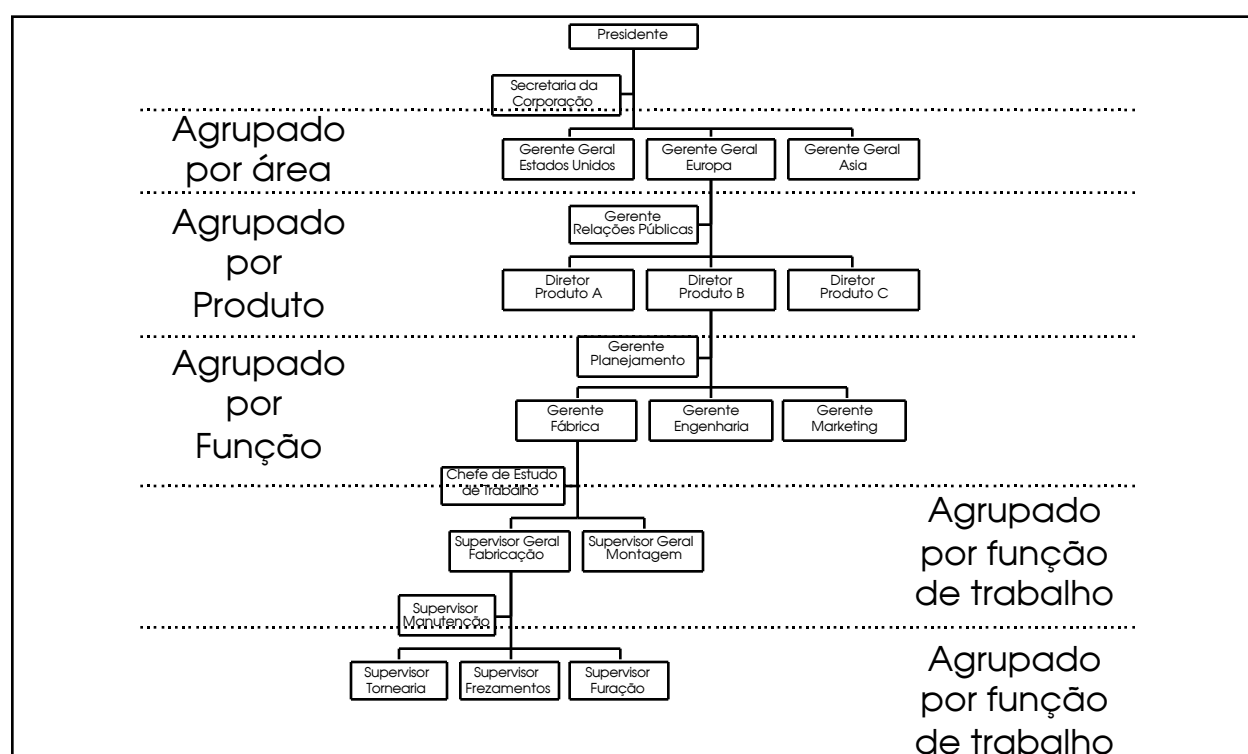 Presidente
Secretaria da
Corporação
Agrupado
por área
Gerente Geral
Estados Unidos
Gerente Geral
Europa
Gerente Geral
Asia
Agrupado
por
Produto
Gerente
Relações Públicas
Diretor
Produto A
Diretor
Produto B
Diretor
Produto C
Agrupado
por
Função
Gerente
Planejamento
Gerente
Fábrica
Gerente
Engenharia
Gerente
Marketing
Chefe de Estudo
de Trabalho
Supervisor Geral
Fabricação
Supervisor Geral
Montagem
Agrupado
por função
de trabalho
Supervisor
Manutenção
Supervisor
Tornearia
Supervisor
Frezamentos
Supervisor
Furação
Agrupado
por função
de trabalho